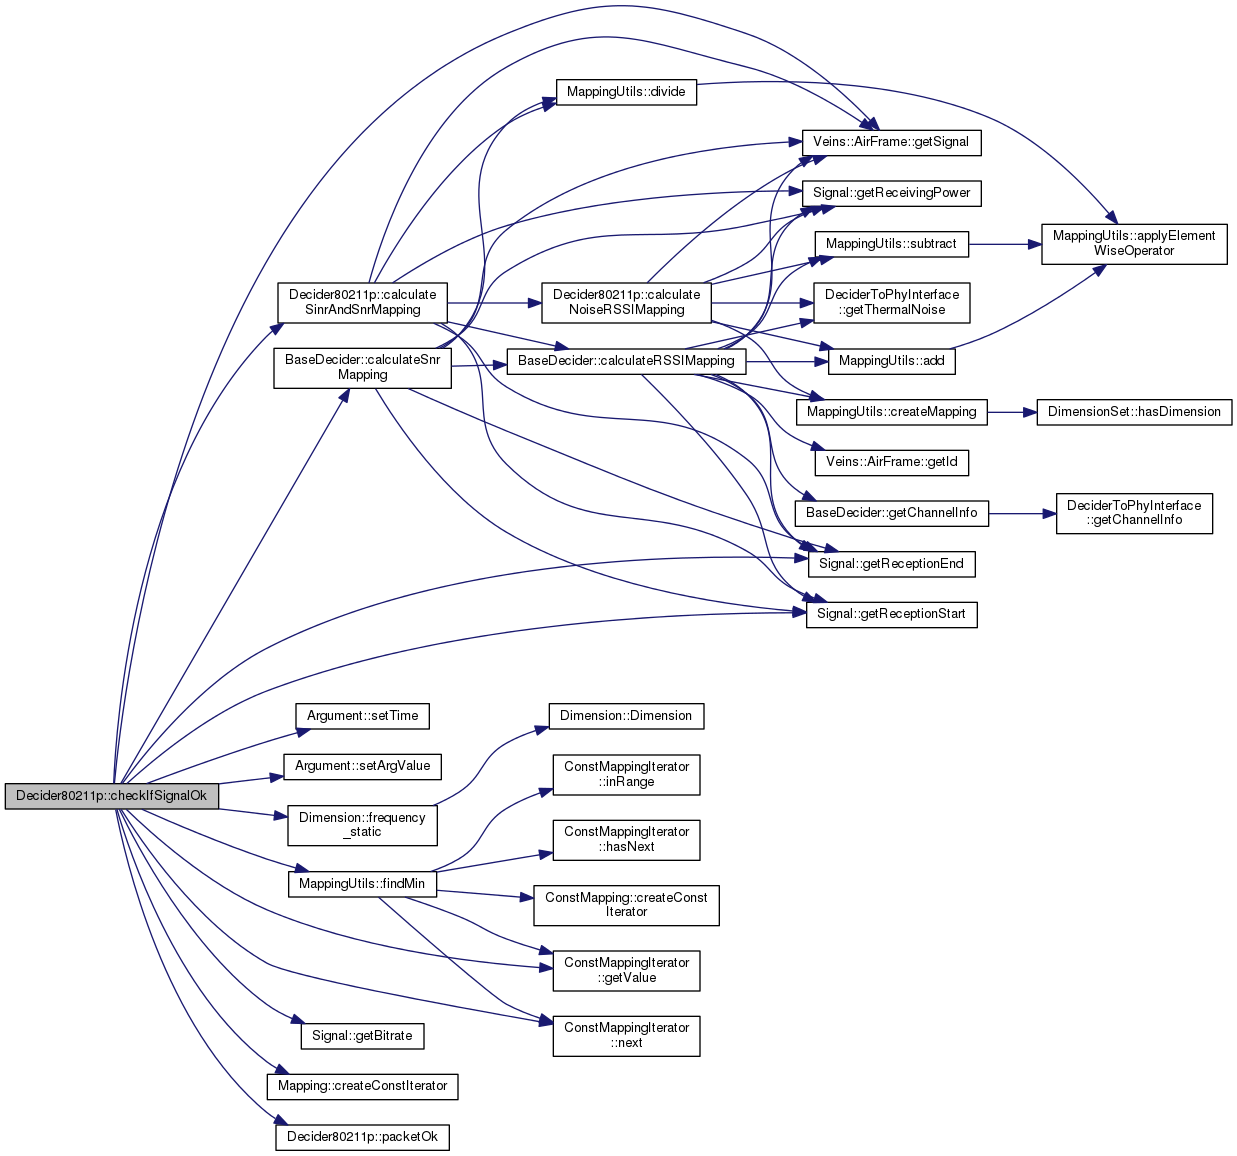 MappingUtils::divide
Veins::AirFrame::getSignal
Signal::getReceivingPower
MappingUtils::subtract
MappingUtils::applyElement
WiseOperator
Decider80211p::calculate
SinrAndSnrMapping
Decider80211p::calculate
NoiseRSSIMapping
DeciderToPhyInterface
::getThermalNoise
BaseDecider::calculateSnr
Mapping
BaseDecider::calculateRSSIMapping
MappingUtils::add
MappingUtils::createMapping
DimensionSet::hasDimension
Veins::AirFrame::getId
BaseDecider::getChannelInfo
DeciderToPhyInterface
::getChannelInfo
Signal::getReceptionEnd
Signal::getReceptionStart
Argument::setTime
Dimension::Dimension
Argument::setArgValue
ConstMappingIterator
::inRange
Decider80211p::checkIfSignalOk
Dimension::frequency
_static
ConstMappingIterator
::hasNext
MappingUtils::findMin
ConstMapping::createConst
Iterator
ConstMappingIterator
::getValue
Signal::getBitrate
ConstMappingIterator
::next
Mapping::createConstIterator
Decider80211p::packetOk